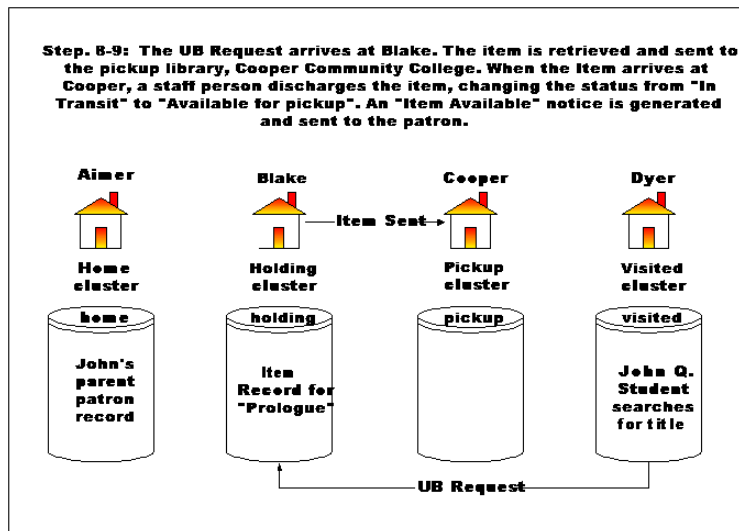 Step. 8-9:  The UB Request arrives at Blake. The item is retrieved and sent to
the pickup library, Cooper Community College. When the Item arrives at
Cooper, a staff person discharges the item, changing the status from "In
Transit" to "Available for pickup". An "Item Available" notice is generated
and sent to the patron.
Aimer
Blake
Cooper
Dyer
Item Sent
Home
cluster
Holding
cluster
Pickup
cluster
Visited
cluster
home
holding
pickup
visited
John's
parent
patron
record
Item
Record for
"Prologue"
John Q.
Student
searches
for title
UB Request